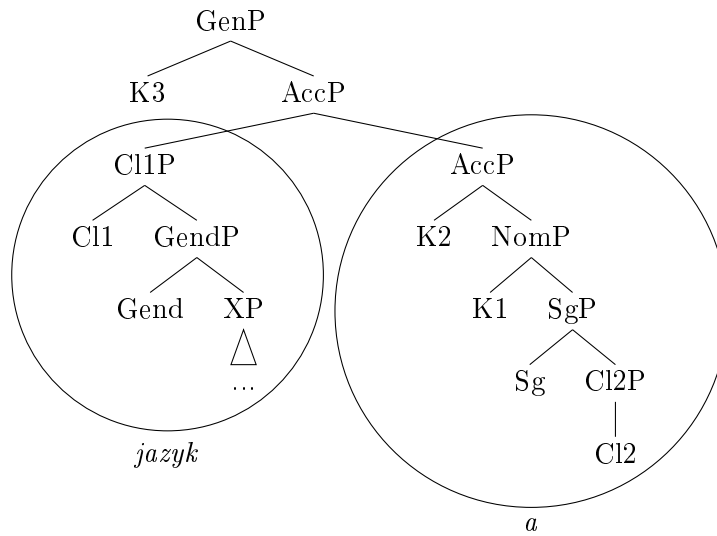 GenP
K3 AccP
Cl1P AccP
Cl1 GendP K2 NomP
Gend XP K1 SgP
... Sg Cl2P
jazyk Cl2
a